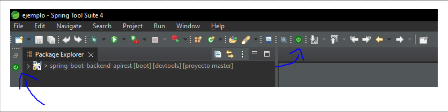 ejemplo - Spring Tool Suite 4
File Edit Navigate Search Project Run Window Help
Package Explorer
> spring-boot-backend-apirest [boot] [devtools] [proyecto master]